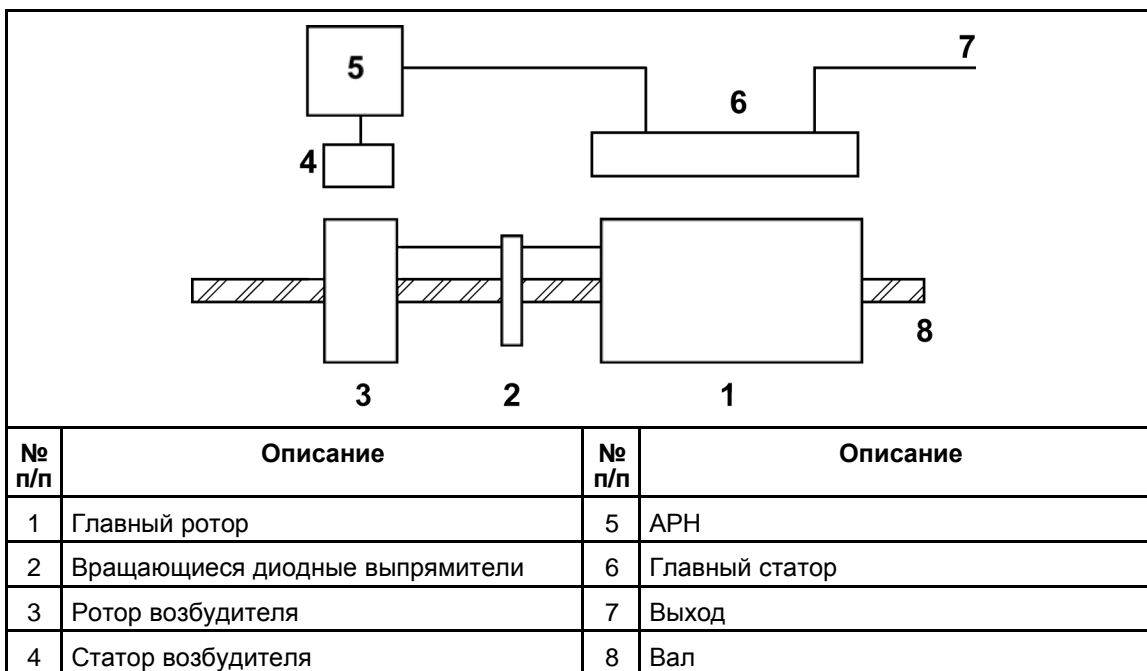 5
7
6
4
3 2 1
8
№ п/п Описание № п/п Описание
1 Главный ротор 5 АРН
2 Вращающиеся диодные выпрямители 6 Главный статор
3 Ротор возбудителя 7 Выход
4 Статор возбудителя 8 Вал